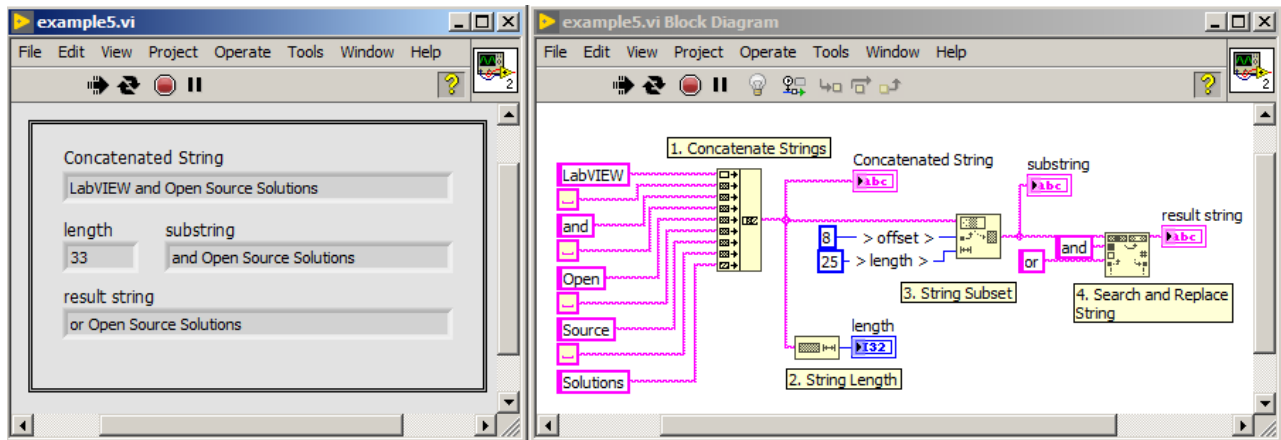 example5.vi
File Edit View Project Operate Tools Window Help
2
Concatenated String
LabVIEW and Open Source Solutions
length substring
33 and Open Source Solutions
result string
or Open Source Solutions
example5.vi Block Diagram
File Edit View Project Operate Tools Window Help
2
1. Concatenate Strings
LabVIEW
and
Open
Source
Solutions
Concatenated String
abc
substring
abc
8 > offset >
25 > length >
3. String Subset
and
or
result string
abc
4. Search and Replace
String
length
I32
2. String Length